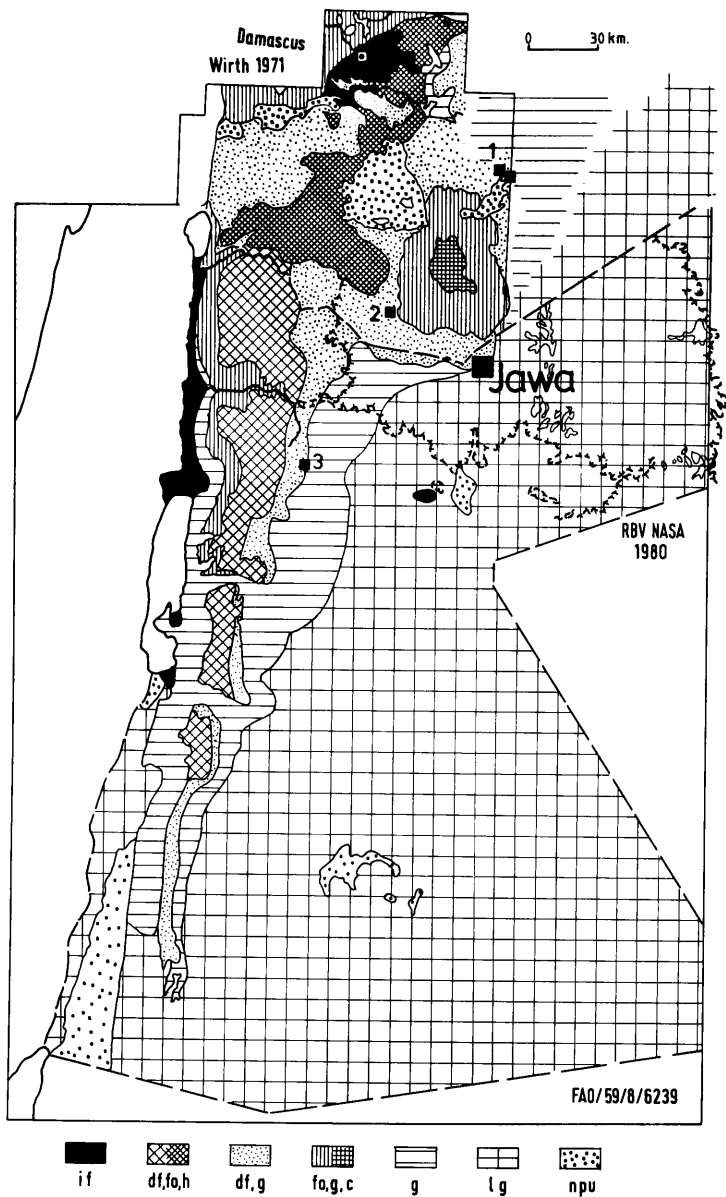 Damascus
Wirth 1971
0 30 km.
1
2
Jawa
3
RBV NASA
1980
FAO/59/8/6239
if df,fo,h df,g fo,g,c g lg npu